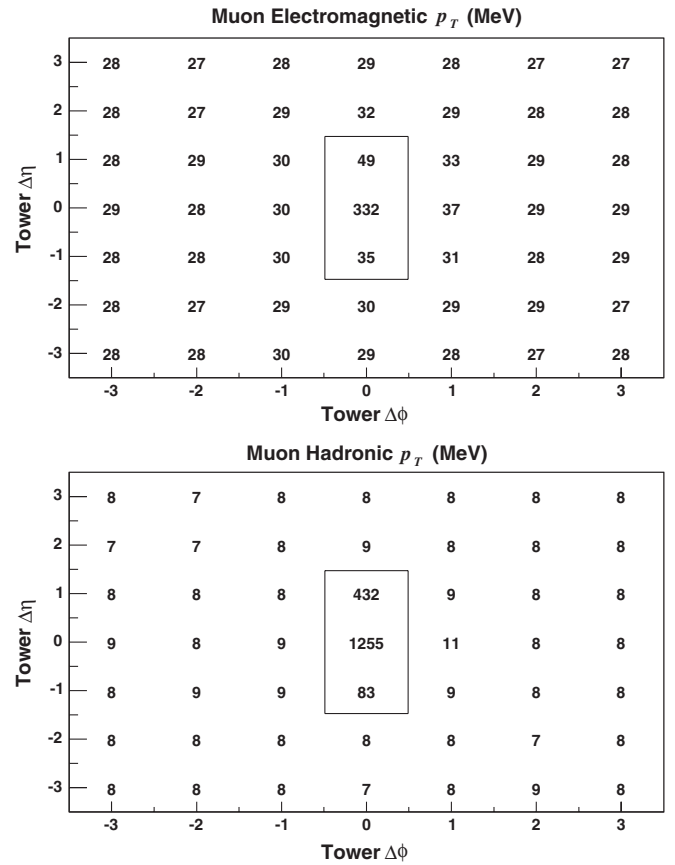 Muon Electromagnetic p_T (MeV)
3 28 27 28 29 28 27 27
2 28 27 29 32 29 28 28
1 28 29 30 49 33 29 28
0 29 28 30 332 37 29 29
-1 28 28 30 35 31 28 29
-2 28 27 29 30 29 29 27
-3 28 28 30 29 28 27 28
Tower Δη
-3 -2 -1 0 1 2 3
Tower Δϕ
Muon Hadronic p_T (MeV)
3 8 7 8 8 8 8 8
2 7 7 8 9 8 8 8
1 8 8 8 432 9 8 8
0 9 8 9 1255 11 8 8
-1 8 9 9 83 9 8 8
-2 8 8 8 8 8 7 8
-3 8 8 8 7 8 9 8
Tower Δη
-3 -2 -1 0 1 2 3
Tower Δϕ